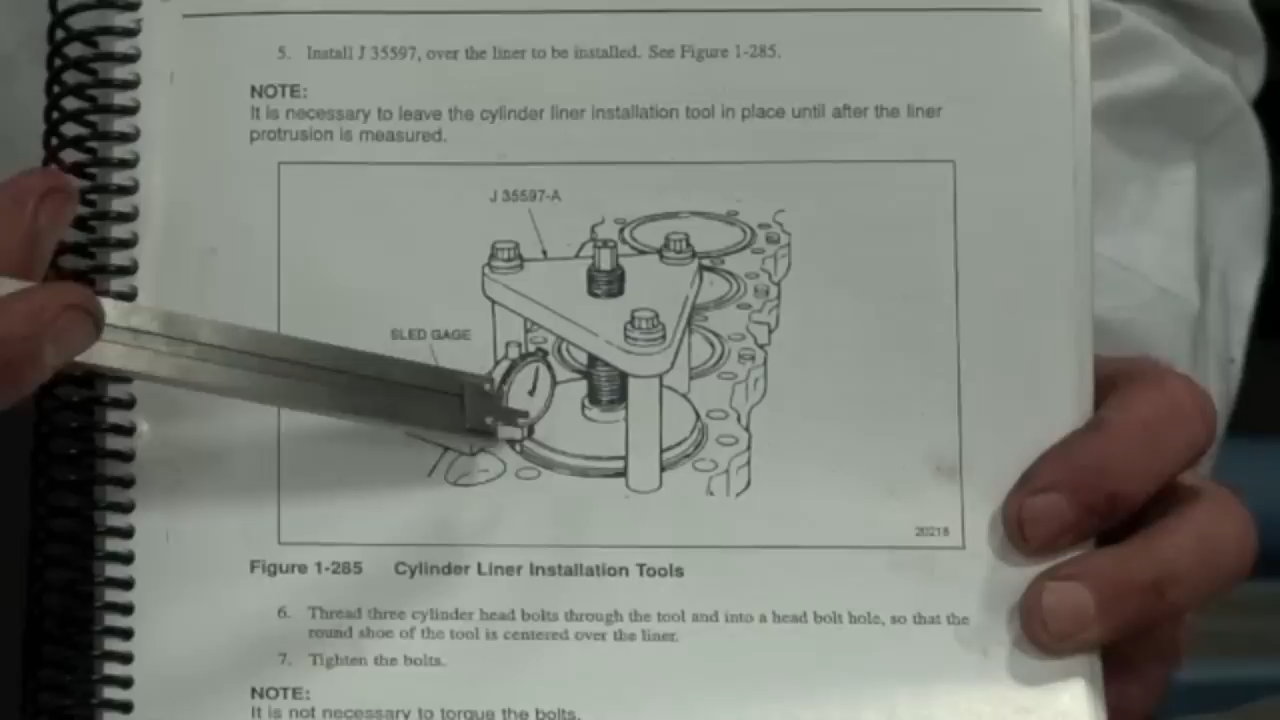 5. Install J 35597, over the liner to be installed. See Figure 1-285.
NOTE:
It is necessary to leave the cylinder liner installation tool in place until after the liner
protrusion is measured.
J 35597-A
SLED GAGE
20216
Figure 1-285 Cylinder Liner Installation Tools
6. Thread three cylinder head bolts through the tool and into a head bolt hole, so that the
round shoe of the tool is centered over the liner.
7. Tighten the bolts.
NOTE:
It is not necessary to torque the bolts.